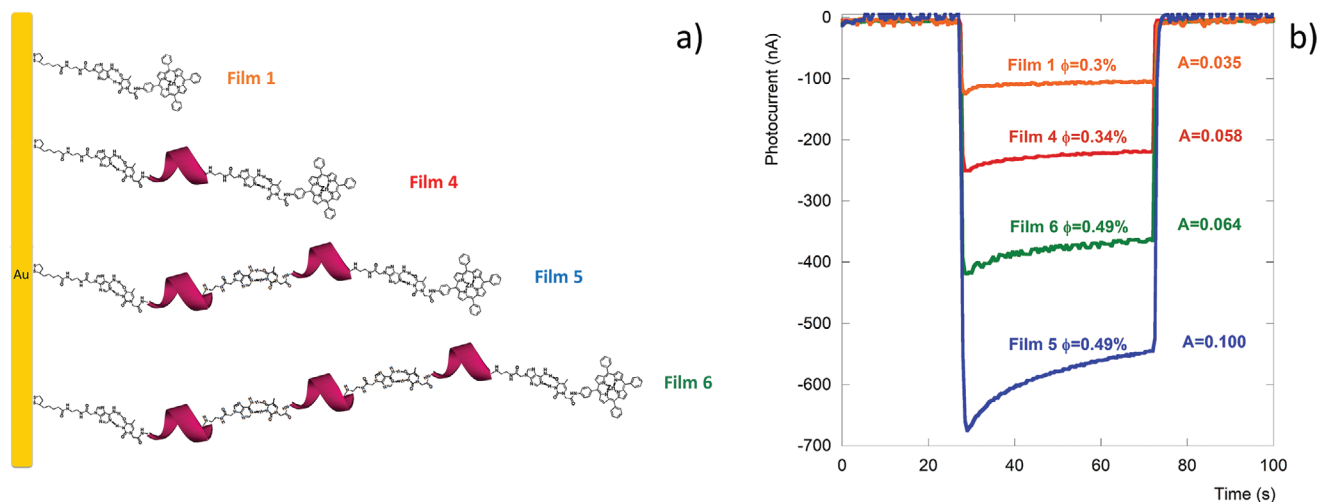 a)
Au
Film 1
Film 4
Film 5
Film 6
b)
Photocurrent (nA)
0
-100
-200
-300
-400
-500
-600
-700
Film 1 ϕ=0.3%
A=0.035
Film 4 ϕ=0.34%
A=0.058
Film 6 ϕ=0.49%
A=0.064
Film 5 ϕ=0.49%
A=0.100
0
20
40
60
80
100
Time (s)